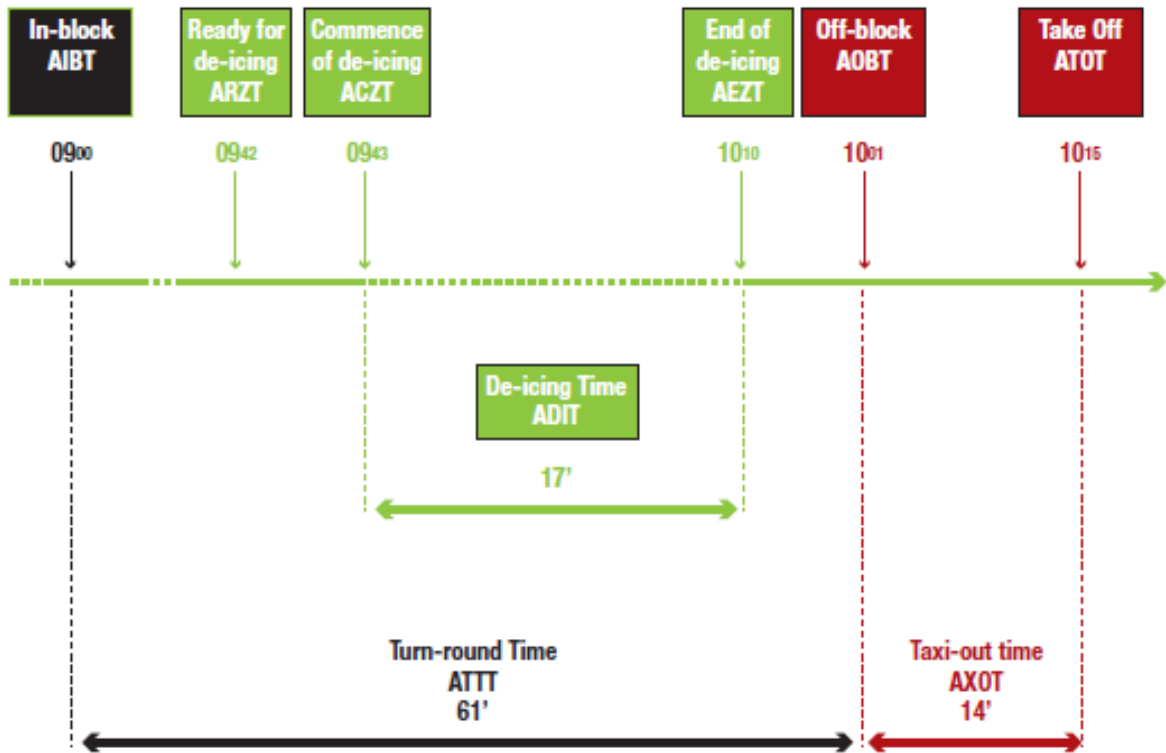 In-block
AIBT
Ready for
de-icing
ARZT
Commence
of de-icing
ACZT
End of
de-icing
AEZT
Off-block
AOBT
Take Off
ATOT
0900
0942
0943
1010
1001
1015
De-icing Time
ADIT
17’
Turn-round Time
ATTT
61’
Taxi-out time
AXOT
14’